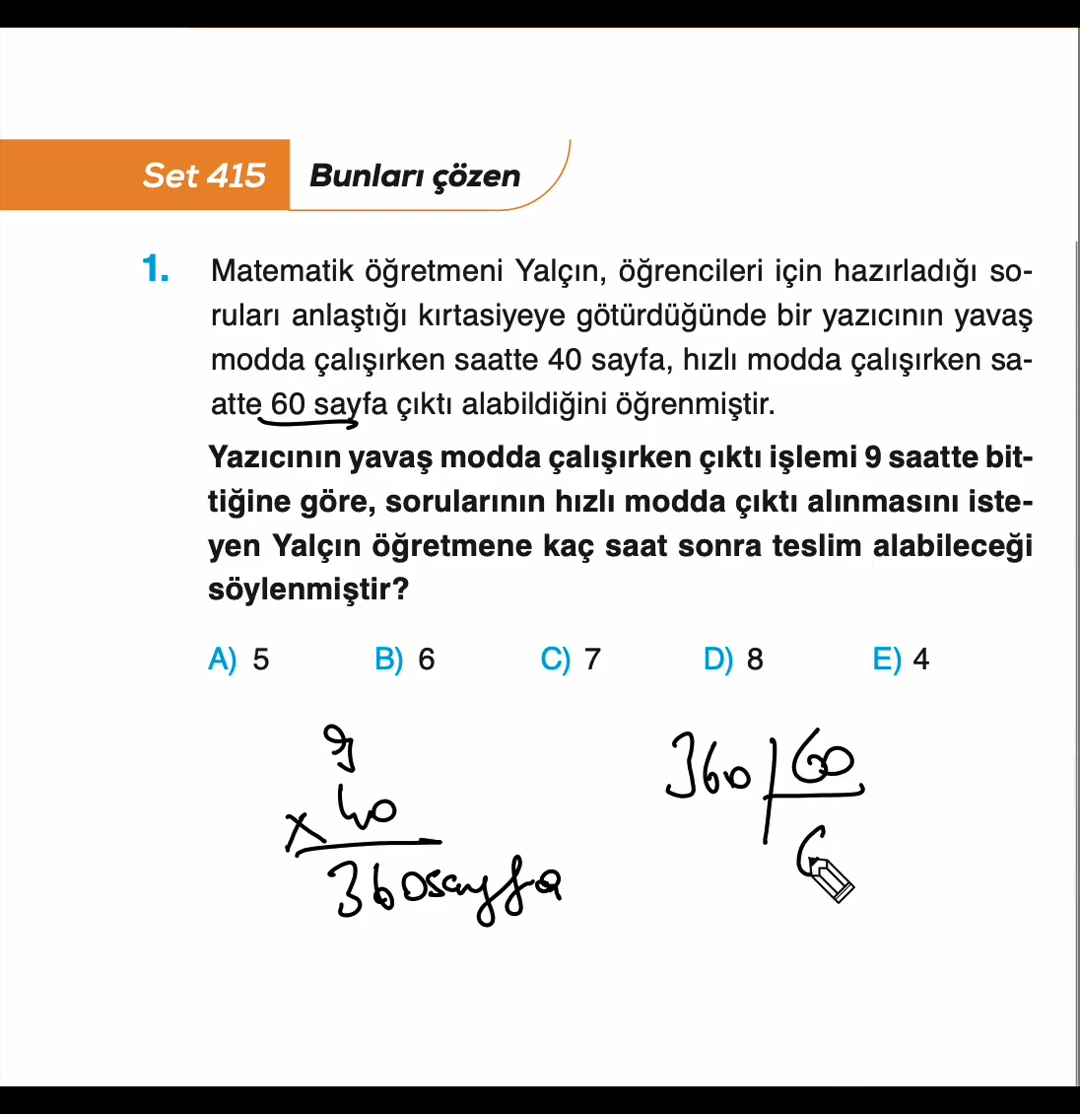 Set 415 Bunları çözen
1. Matematik öğretmeni Yalçın, öğrencileri için hazırladığı so-
ruları anlaştığı kırtasiyeye götürdüğünde bir yazıcının yavaş
modda çalışırken saatte 40 sayfa, hızlı modda çalışırken sa-
atte 60 sayfa çıktı alabildiğini öğrenmiştir.
Yazıcının yavaş modda çalışırken çıktı işlemi 9 saatte bit-
tiğine göre, sorularının hızlı modda çıktı alınmasını iste-
yen Yalçın öğretmene kaç saat sonra teslim alabileceği
söylenmiştir?
A) 5 B) 6 C) 7 D) 8 E) 4
9
x 40
360 sayfa
360 | 60
6